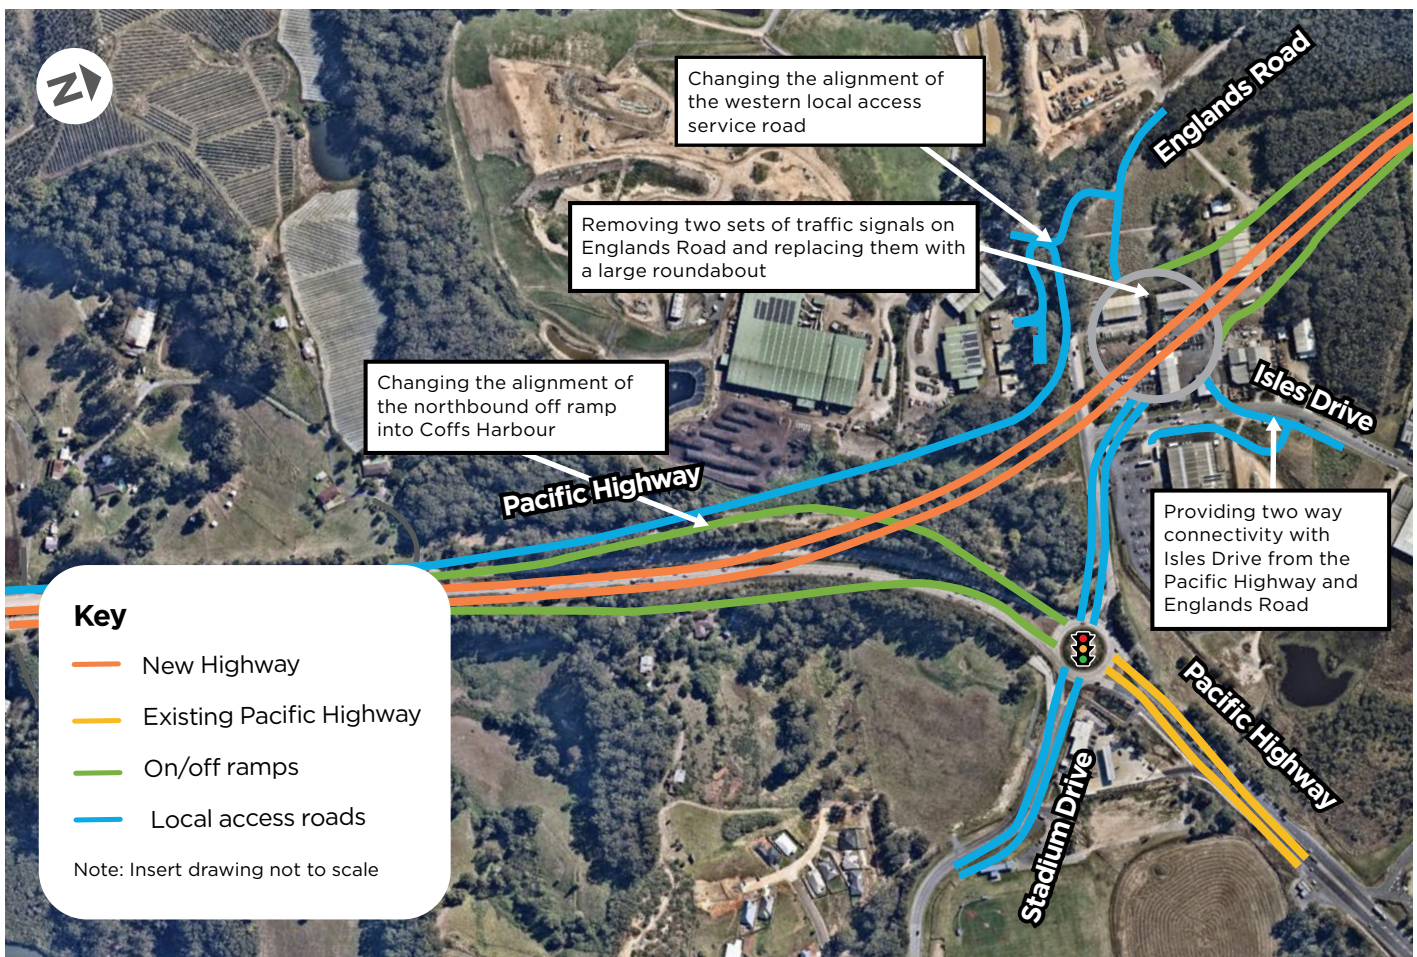 N
Changing the alignment of
the western local access
service road
Englands Road
Removing two sets of traffic signals on
Englands Road and replacing them with
a large roundabout
Changing the alignment of
the northbound off ramp
into Coffs Harbour
Isles Drive
Pacific Highway
Providing two way
connectivity with
Isles Drive from the
Pacific Highway and
Englands Road
Pacific Highway
Stadium Drive
Key
New Highway
Existing Pacific Highway
On/off ramps
Local access roads
Note: Insert drawing not to scale